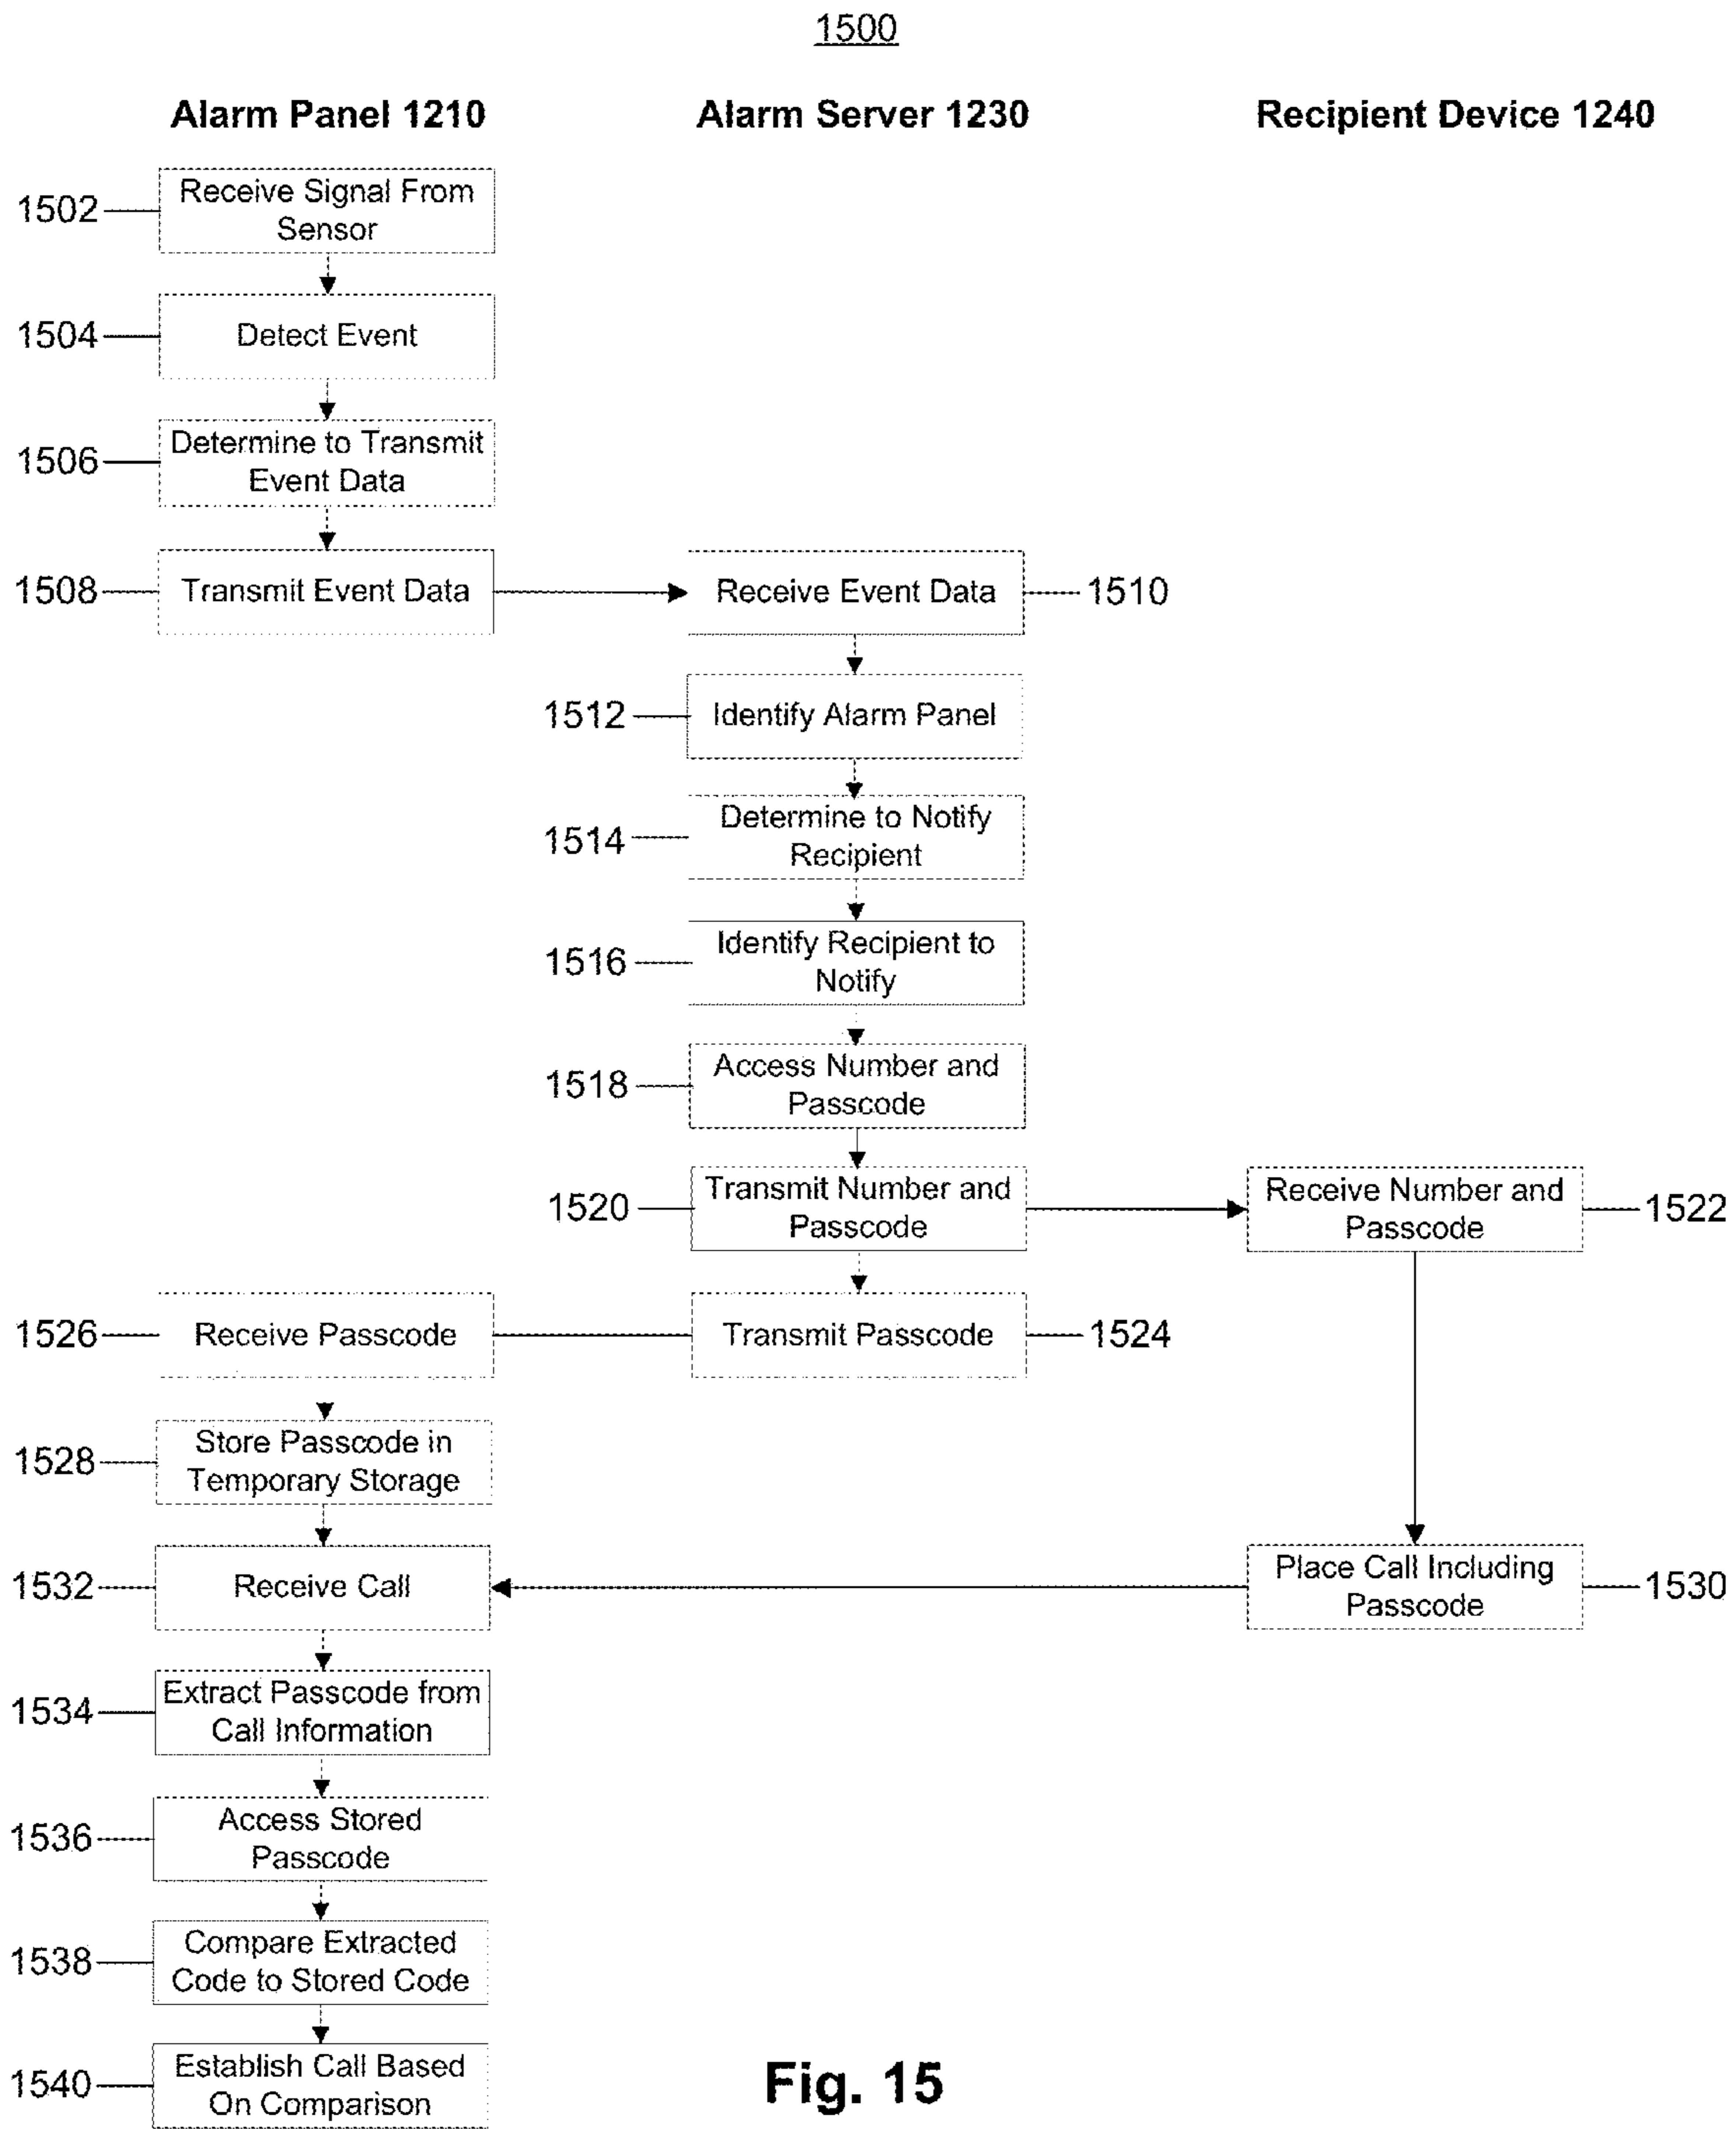 1500
Alarm Panel 1210
Alarm Server 1230
Recipient Device 1240
1502
Receive Signal From
Sensor
1504
Detect Event
1506
Determine to Transmit
Event Data
1508
Transmit Event Data
Receive Event Data
1510
1512
Identify Alarm Panel
1514
Determine to Notify
Recipient
1516
Identify Recipient to
Notify
1518
Access Number and
Passcode
1520
Transmit Number and
Passcode
Receive Number and
Passcode
1522
1526
Receive Passcode
Transmit Passcode
1524
1528
Store Passcode in
Temporary Storage
1532
Receive Call
Place Call Including
Passcode
1530
1534
Extract Passcode from
Call Information
1536
Access Stored
Passcode
1538
Compare Extracted
Code to Stored Code
1540
Establish Call Based
On Comparison
Fig. 15